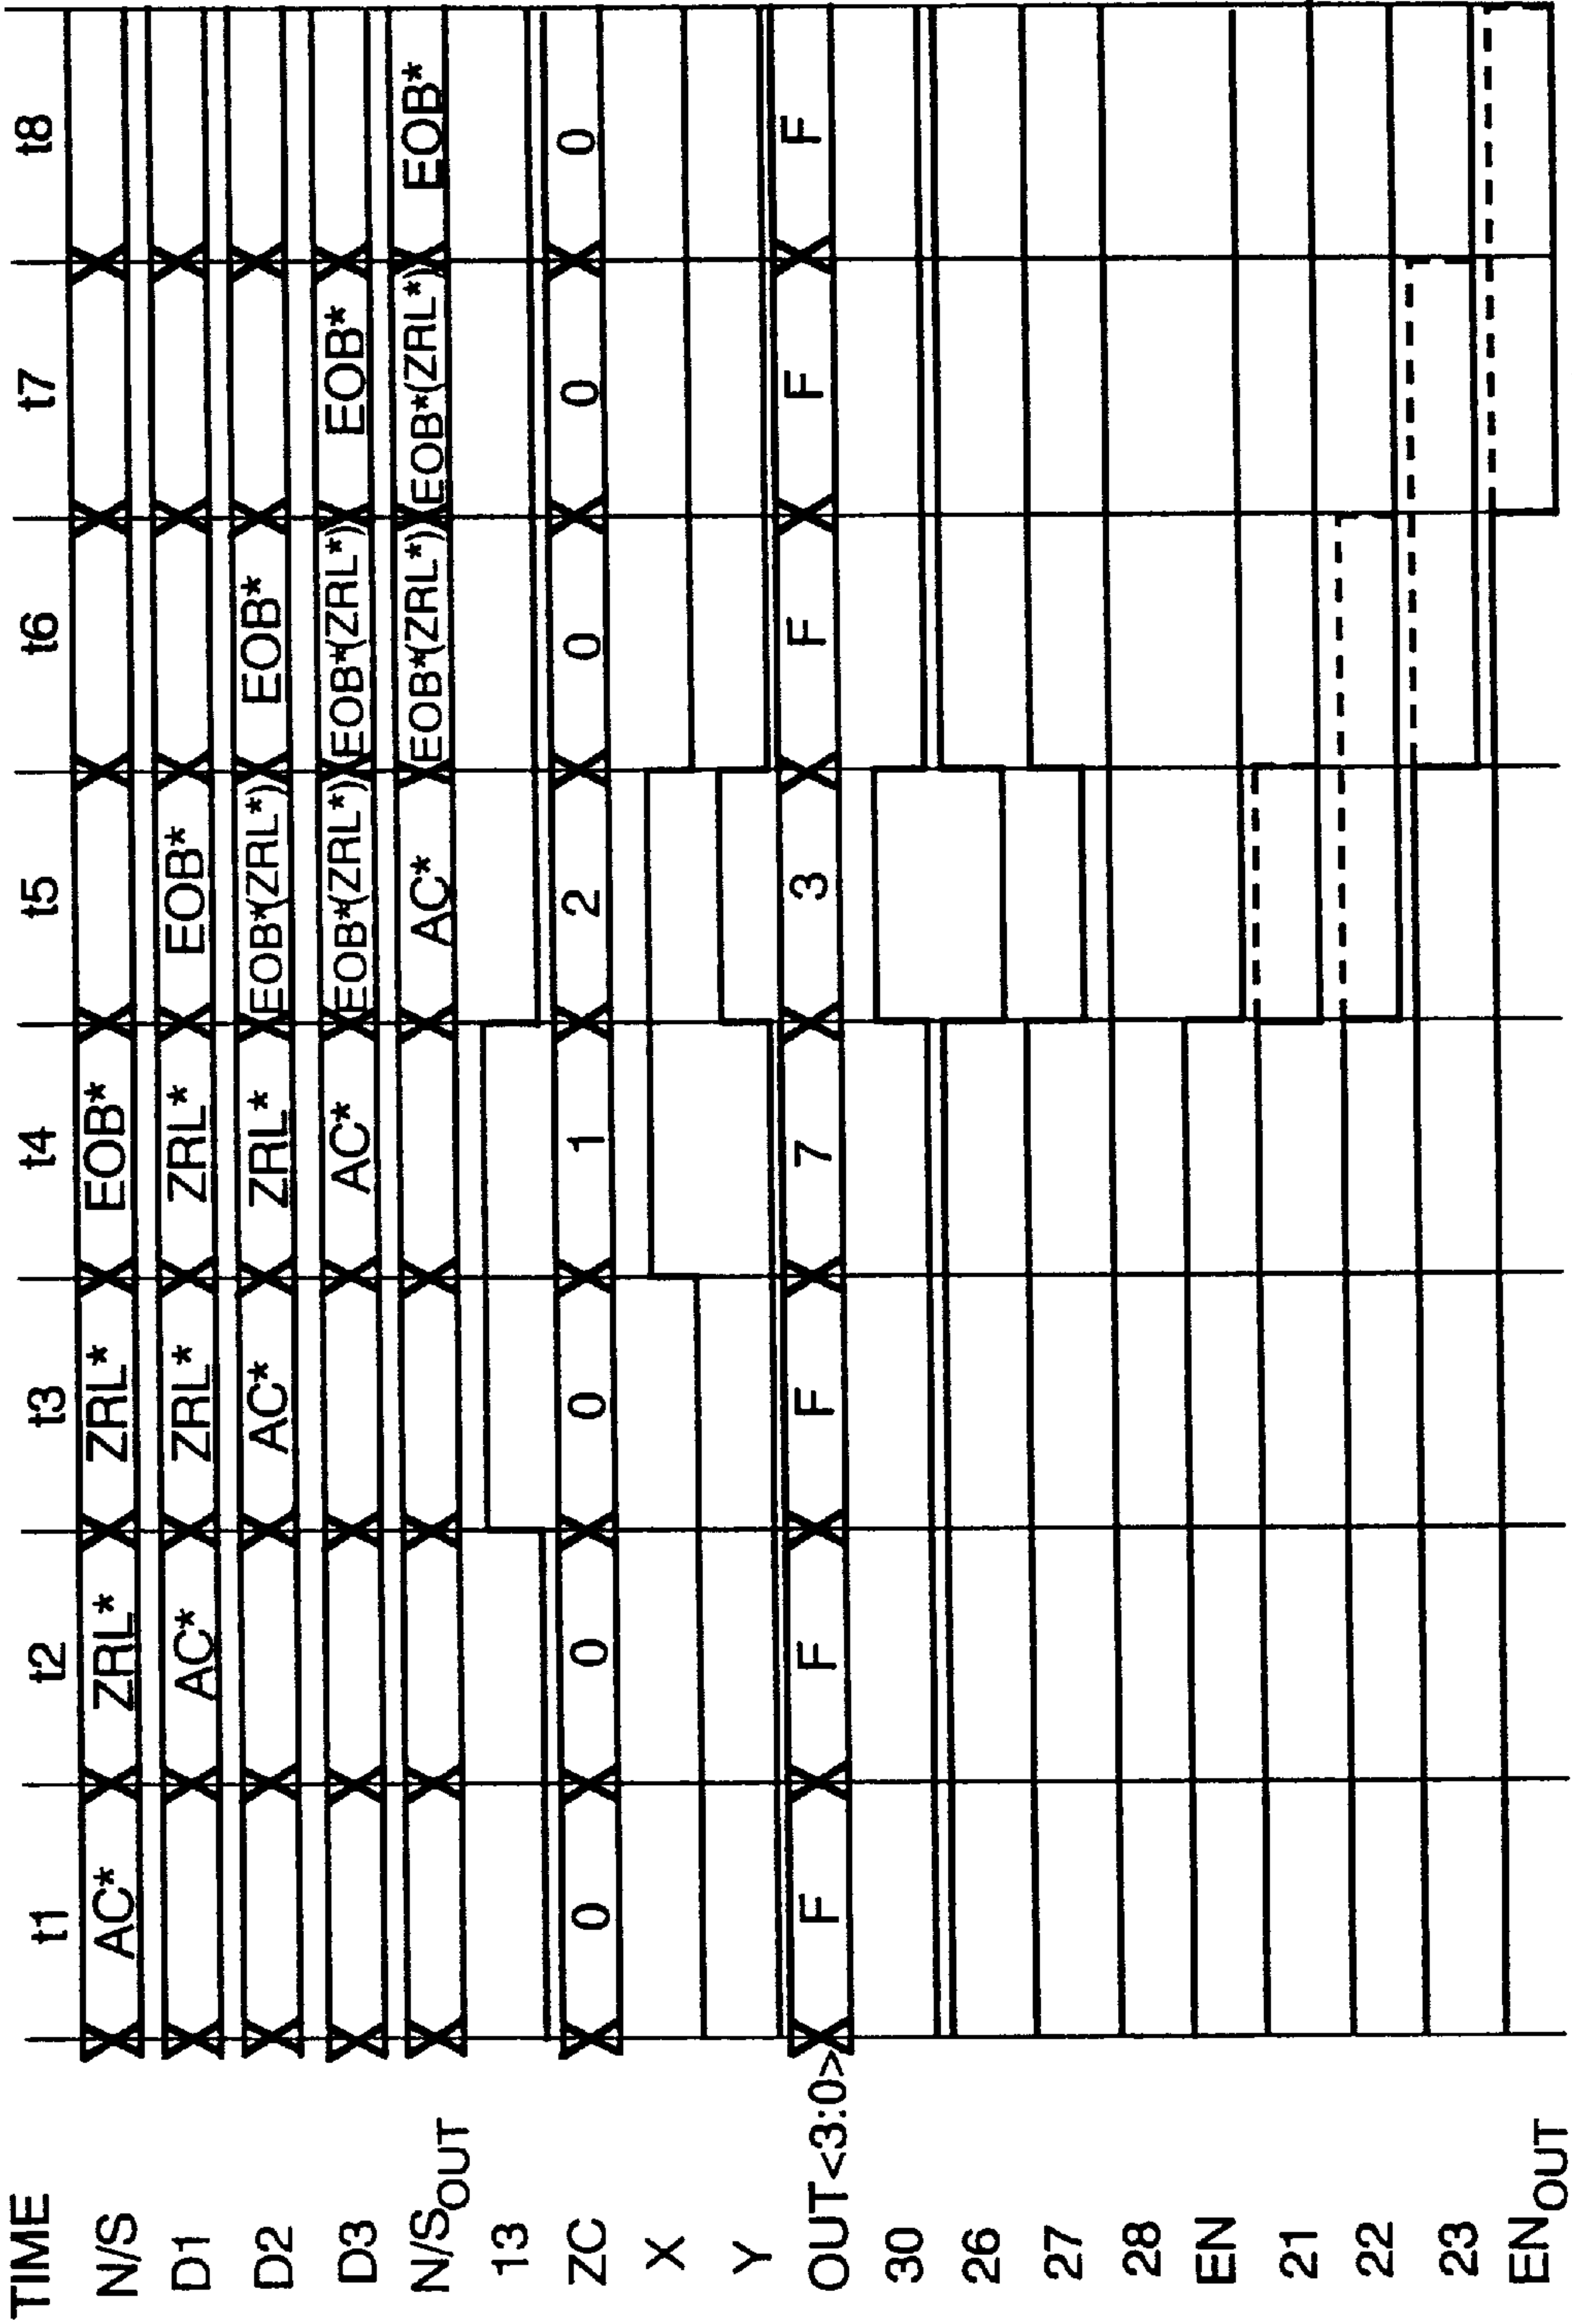 TIME t1 t2 t3 t4 t5 t6 t7 t8
N/S AC* ZRL* ZRL* EOB*
D1 AC* ZRL* ZRL* EOB*
D2 AC* ZRL* EOB*(ZRL*) EOB*
D3 AC* EOB*(ZRL*) EOB*(ZRL*) EOB*
N/S OUT AC* EOB*(ZRL*) EOB*(ZRL*) EOB*
13
ZC 0 0 0 1 2 0 0 0
X
Y
OUT<3:0> F F F 7 3 F F F
30
26
27
28
EN
21
22
23
EN OUT